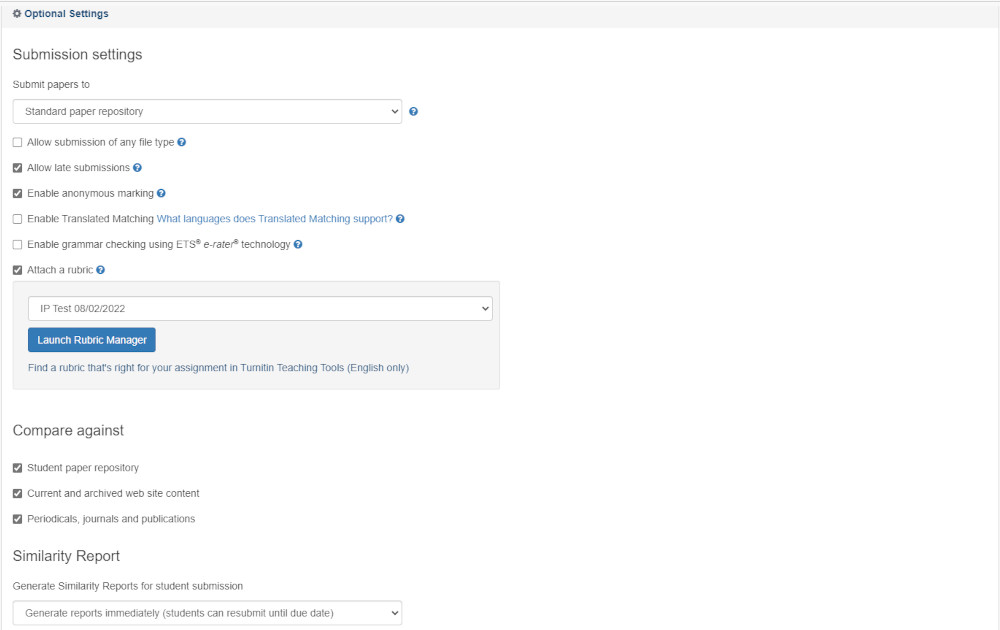 Optional Settings
Submission settings
Submit papers to
Standard paper repository
Allow submission of any file type
Allow late submissions
Enable anonymous marking
Enable Translated Matching What languages does Translated Matching support?
Enable grammar checking using ETS® e-rater® technology
Attach a rubric
IP Test 08/02/2022
Launch Rubric Manager
Find a rubric that's right for your assignment in Turnitin Teaching Tools (English only)
Compare against
Student paper repository
Current and archived web site content
Periodicals, journals and publications
Similarity Report
Generate Similarity Reports for student submission
Generate reports immediately (students can resubmit until due date)